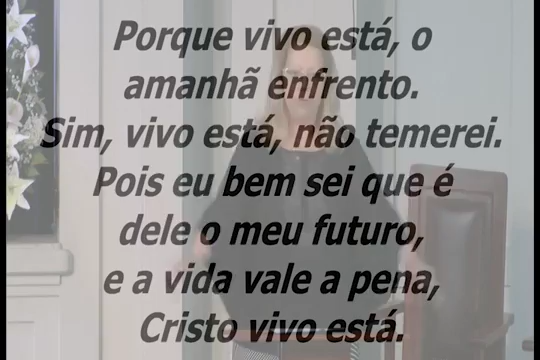 Porque vivo está, o
amanhã enfrento.
Sim, vivo está, não temerei.
Pois eu bem sei que é
dele o meu futuro,
e a vida vale a pena,
Cristo vivo está.